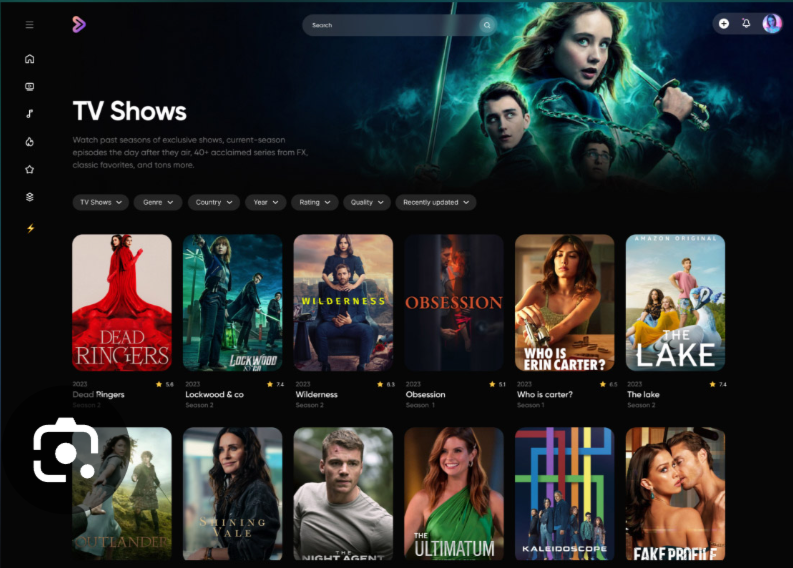 Search
TV Shows
Watch past seasons of exclusive shows, current-season
episodes the day after they air, 40+ acclaimed series from FX,
classic favorites, and tons more.
TV Shows Genre Country Year Rating Quality Recently updated
DEAD
RINGERS
LOCKWOOD
& CO
WILDERNESS
OBSESSION
WHO IS
ERIN CARTER?
AMAZON ORIGINAL
THE
LAKE
2023 5.6
Dead Ringers
Season 2
2023 7.4
Lockwood & co
Season 2
2023 6.3
Wilderness
Season 2
2023 5.1
Obsession
Season 1
2023 6.5
Who is carter?
Season 1
2023 7.4
The lake
Season 2
OUTLANDER
SHINING
VALE
THE
NIGHT AGENT
THE
ULTIMATUM
KALEIDOSCOPE
FAKE PROFILE